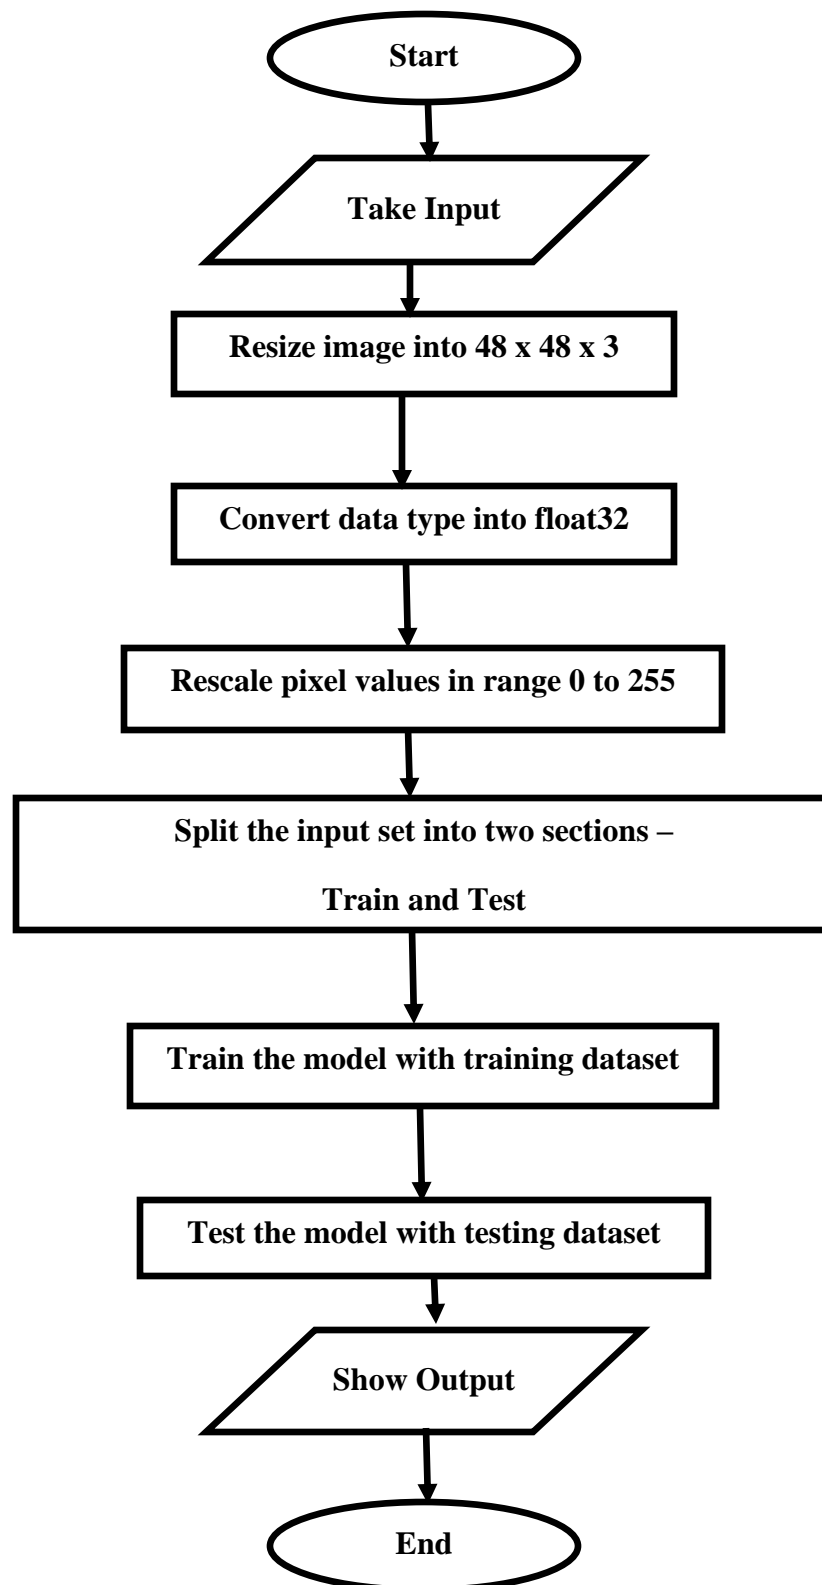 Start
Take Input
Resize image into 48 x 48 x 3
Convert data type into float32
Rescale pixel values in range 0 to 255
Split the input set into two sections –
Train and Test
Train the model with training dataset
Test the model with testing dataset
Show Output
End